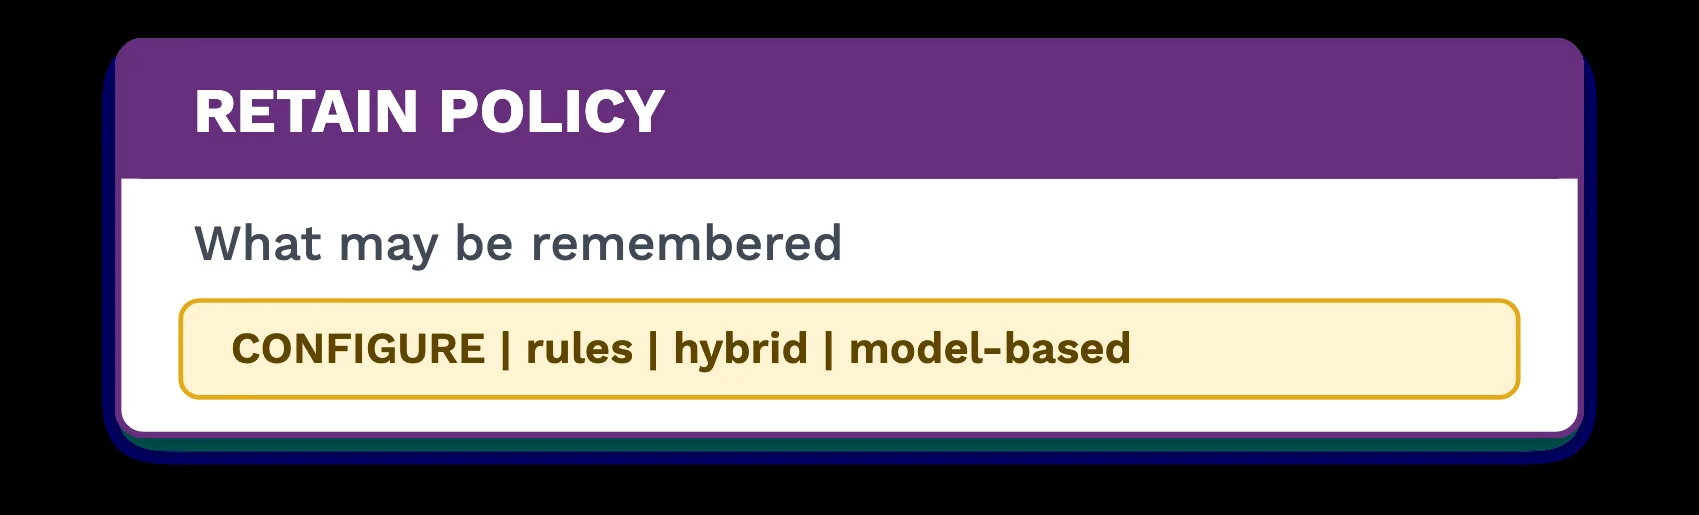 RETAIN POLICY
What may be remembered
CONFIGURE | rules | hybrid | model-based